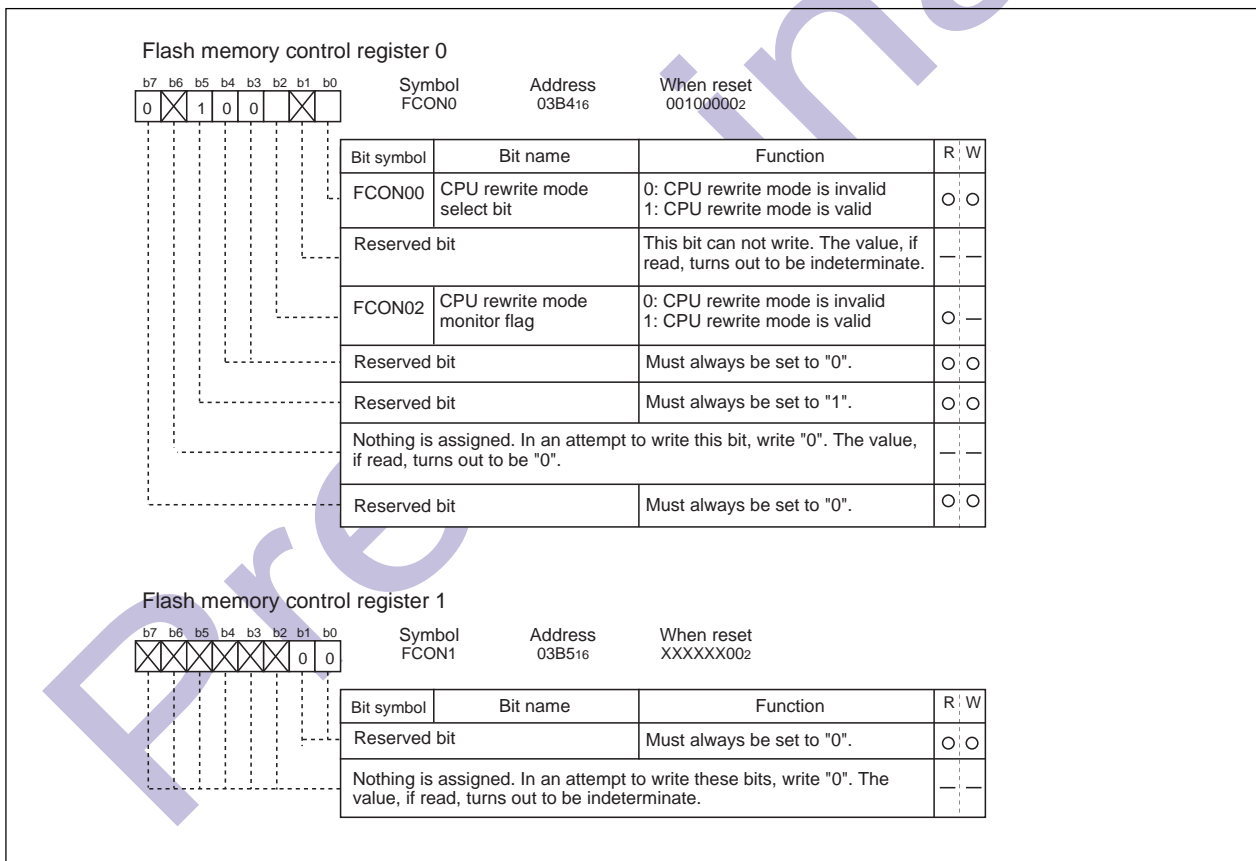 Flash memory control register 0
b7 b6 b5 b4 b3 b2 b1 b0
Symbol Address When reset
FCON0 03B416 001000002
0 1 0 0
Bit symbol Bit name Function R W
FCON00 CPU rewrite mode select bit 0: CPU rewrite mode is invalid
1: CPU rewrite mode is valid
Reserved bit This bit can not write. The value, if
read, turns out to be indeterminate.
FCON02 CPU rewrite mode monitor flag 0: CPU rewrite mode is invalid
1: CPU rewrite mode is valid
Reserved bit Must always be set to "0".
Reserved bit Must always be set to "1".
Nothing is assigned. In an attempt to write this bit, write "0". The value,
if read, turns out to be "0".
Reserved bit Must always be set to "0".
Flash memory control register 1
b7 b6 b5 b4 b3 b2 b1 b0
Symbol Address When reset
FCON1 03B516 XXXXXX002
0 0
Bit symbol Bit name Function R W
Reserved bit Must always be set to "0".
Nothing is assigned. In an attempt to write these bits, write "0". The
value, if read, turns out to be indeterminate.